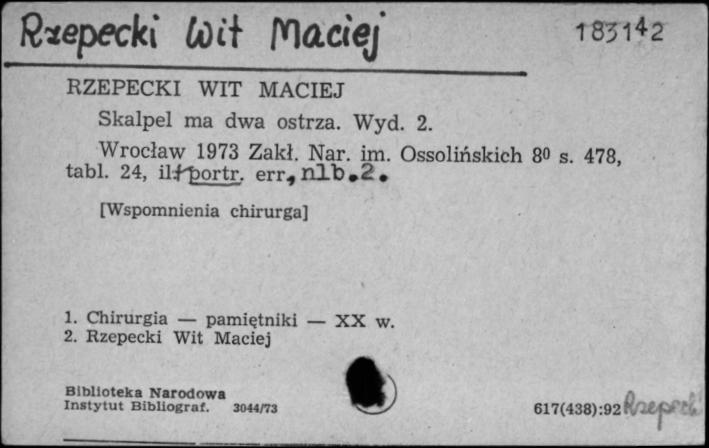 Rzepecki Wit Maciej 183142
RZEPECKI WIT MACIEJ
Skalpel ma dwa ostrza. Wyd. 2.
Wrocław 1973 Zakł. Nar. im. Ossolińskich 8⁰ s. 478,
tabl. 24, il. portr. err., nlb.2.
[Wspomnienia chirurga]
1. Chirurgia — pamiętniki — XX w.
2. Rzepecki Wit Maciej
Biblioteka Narodowa
Instytut Bibliograf. 3044/73
617(438):92 Rzepecki